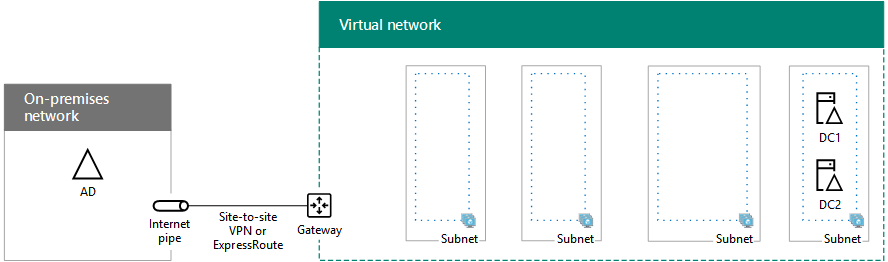 Virtual network
On-premises
network
AD
Internet
pipe
Site-to-site
VPN or
ExpressRoute
Gateway
Subnet
Subnet
Subnet
DC1
DC2
Subnet